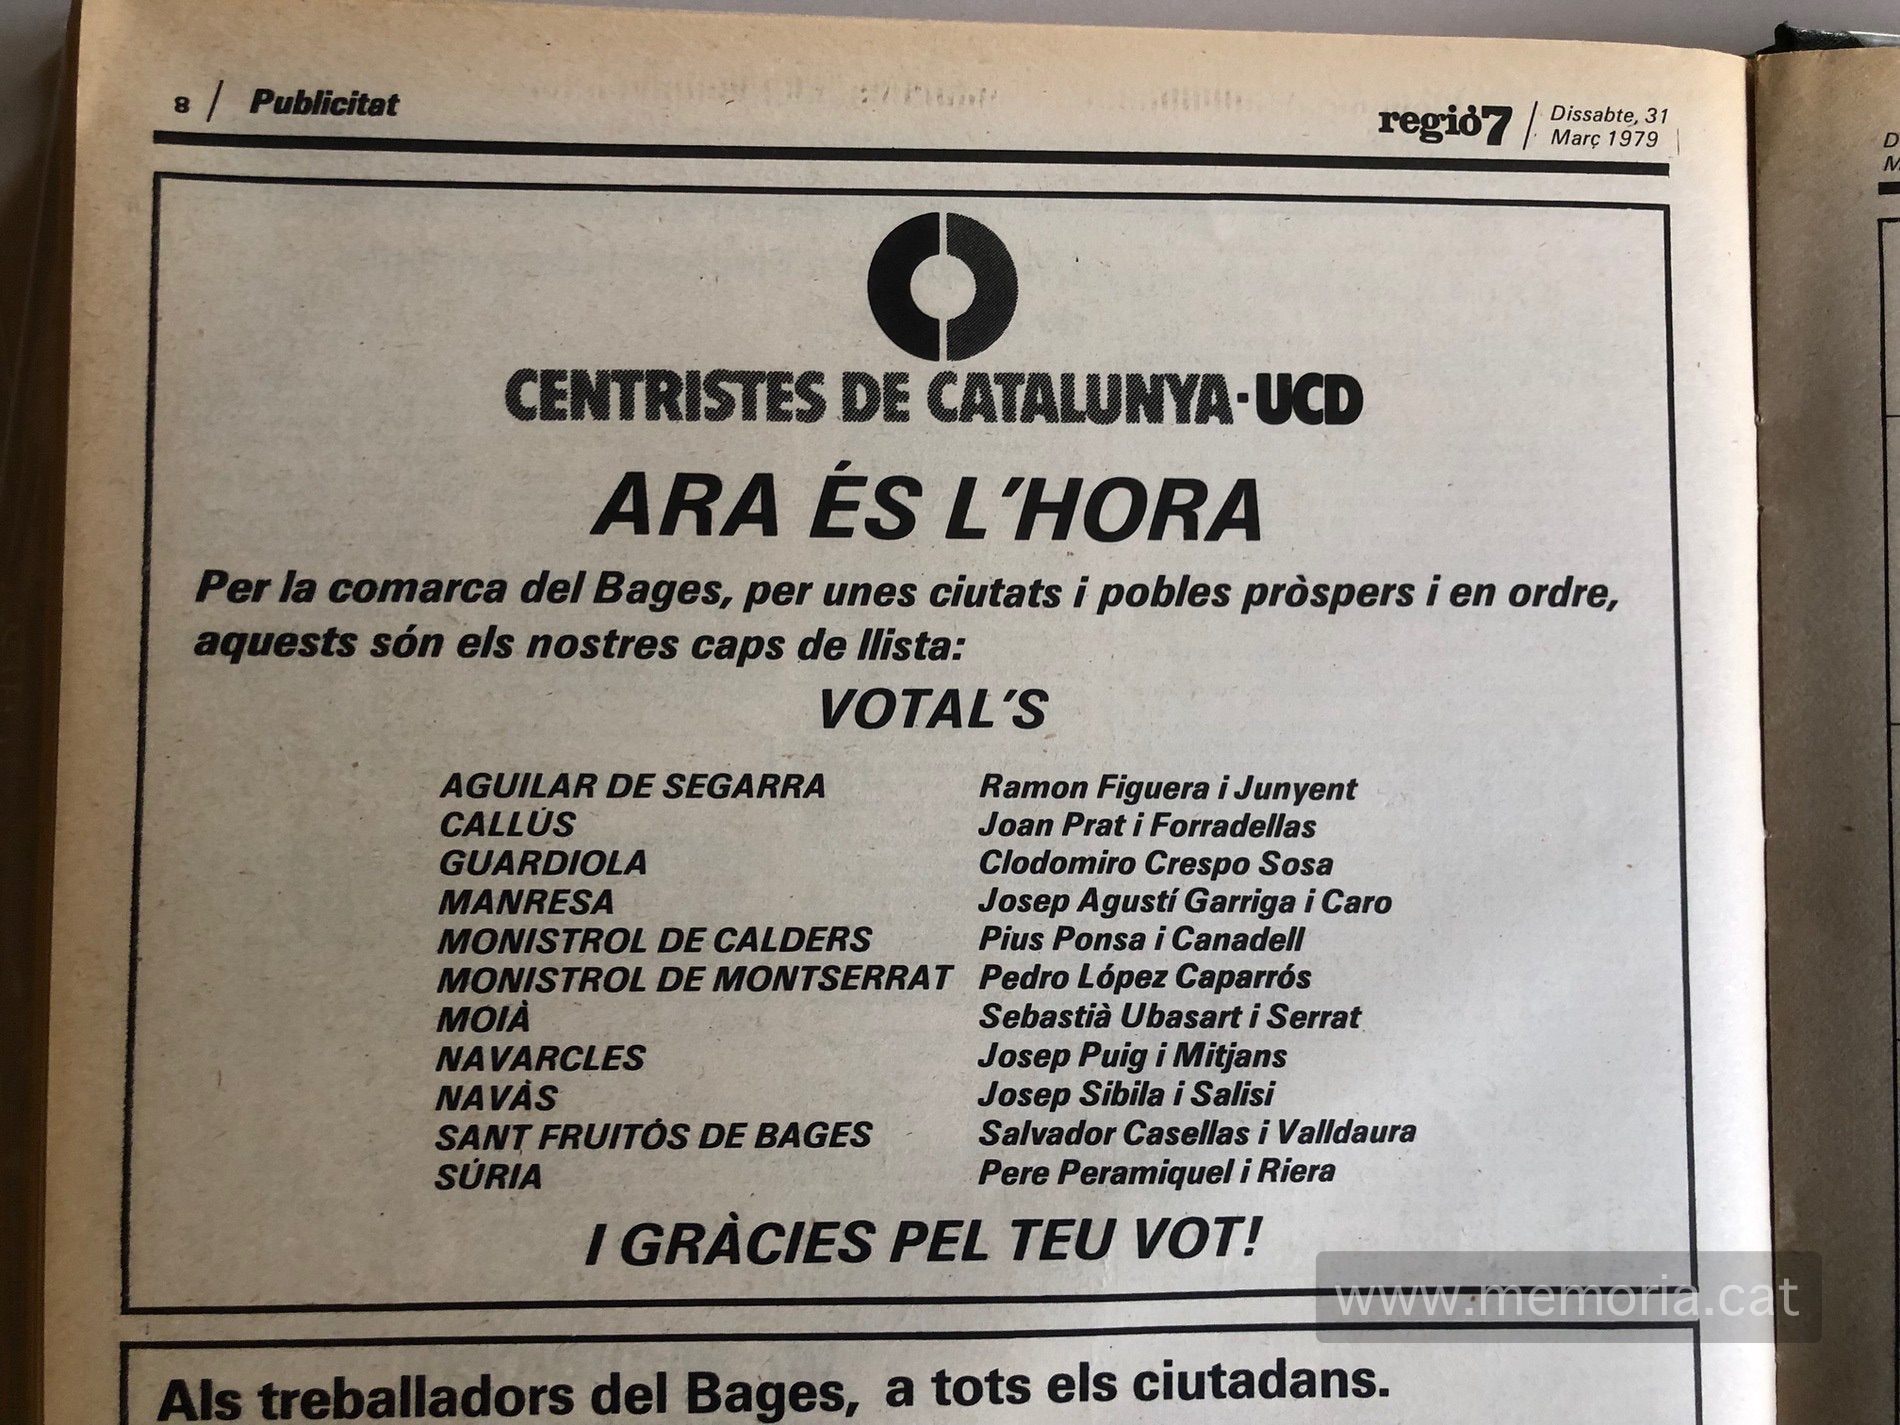 8 / Publicitat
regió7 / Dissabte, 31
Març 1979
CENTRISTES DE CATALUNYA-UCD
ARA ÉS L'HORA
Per la comarca del Bages, per unes ciutats i pobles pròspers i en ordre,
aquests són els nostres caps de llista:
VOTAL'S
AGUILAR DE SEGARRA Ramon Figuera i Junyent
CALLÚS Joan Prat i Forradellas
GUARDIOLA Clodomiro Crespo Sosa
MANRESA Josep Agustí Garriga i Caro
MONISTROL DE CALDERS Pius Ponsa i Canadell
MONISTROL DE MONTSERRAT Pedro López Caparrós
MOIÀ Sebastià Ubasart i Serrat
NAVARCLES Josep Puig i Mitjans
NAVÀS Josep Sibila i Salisi
SANT FRUITÓS DE BAGES Salvador Casellas i Valldaura
SÚRIA Pere Peramiquel i Riera
I GRÀCIES PEL TEU VOT!
www.memoria.cat
Als treballadors del Bages, a tots els ciutadans.